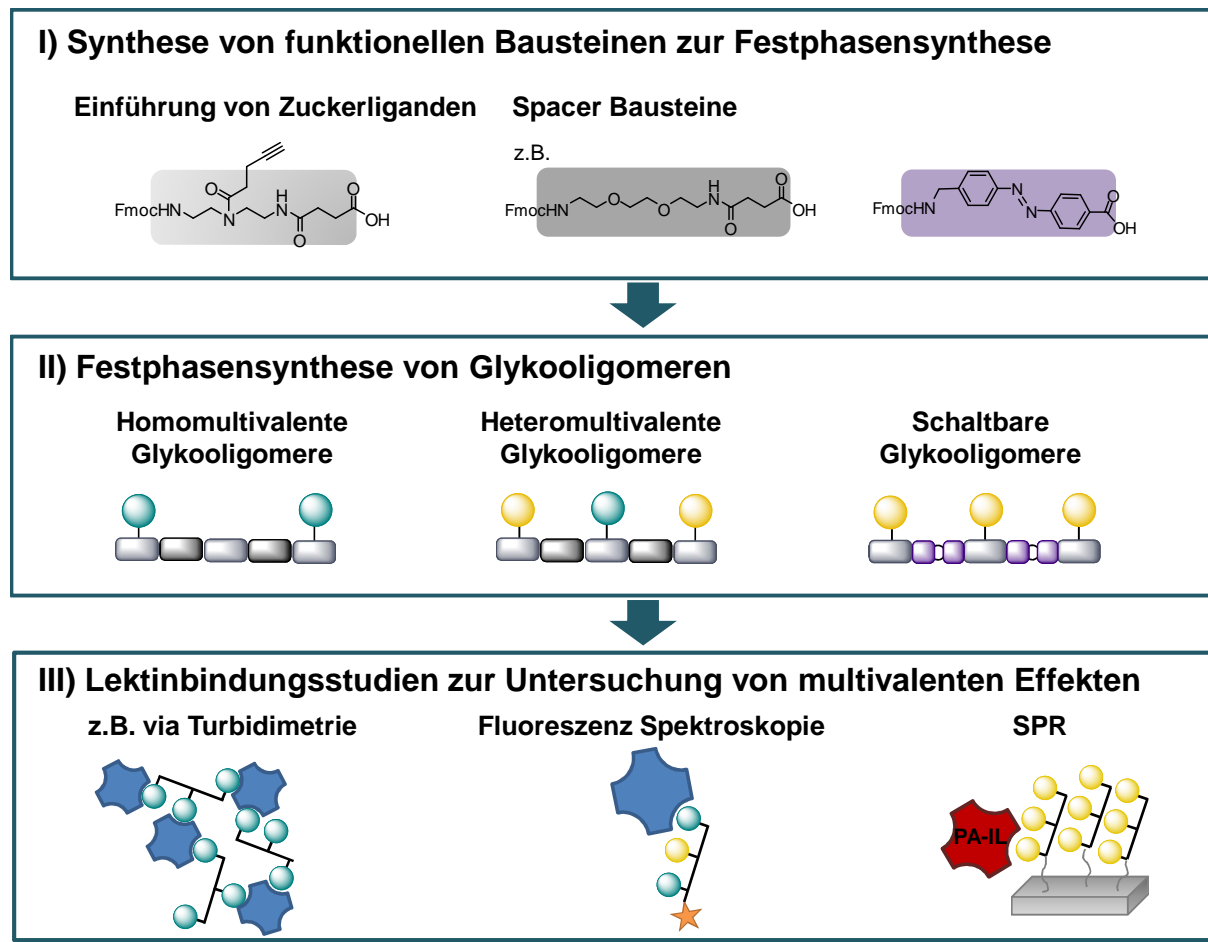 I) Synthese von funktionellen Bausteinen zur Festphasensynthese
Einführung von Zuckerliganden
Spacer Bausteine
z.B.
FmocHN
O
N
H
N
O
O
OH
FmocHN
O
O
H
N
O
O
OH
FmocHN
N
N
O
OH
II) Festphasensynthese von Glykooligomeren
Homomultivalente
Glykooligomere
Heteromultivalente
Glykooligomere
Schaltbare
Glykooligomere
III) Lektinbindungsstudien zur Untersuchung von multivalenten Effekten
z.B. via Turbidimetrie
Fluoreszenz Spektroskopie
SPR
PA-IL